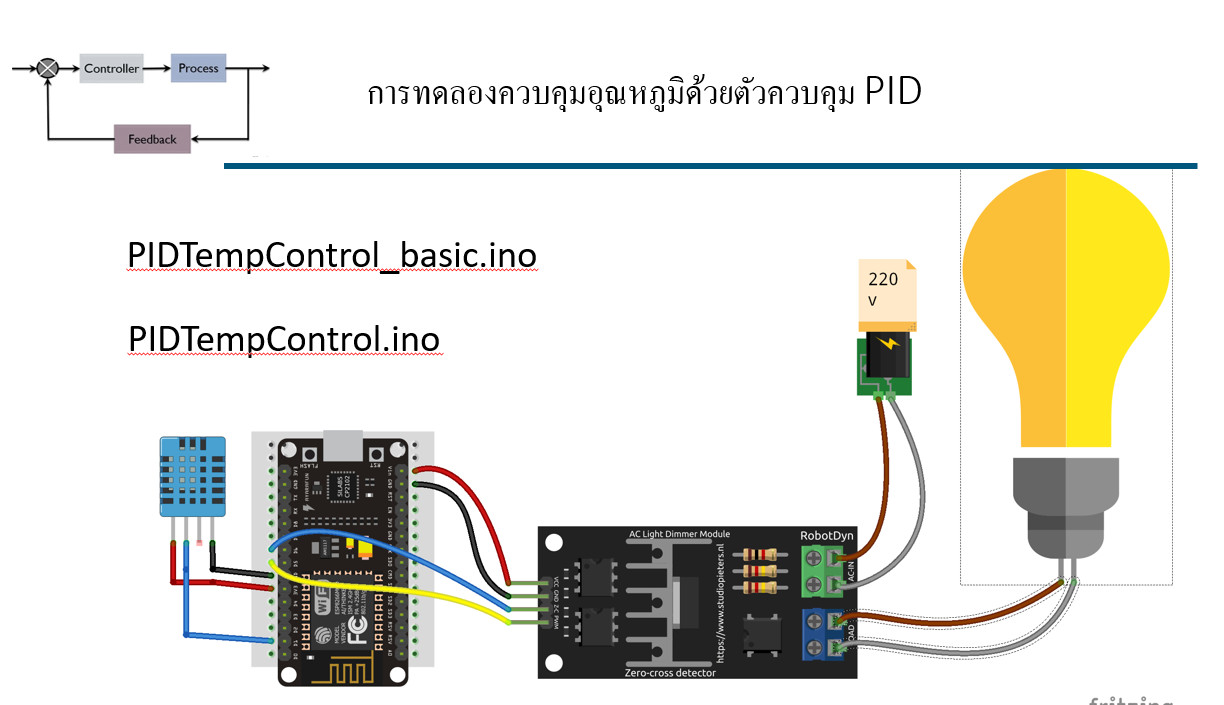 Controller
Process
Feedback
การทดลองควบคุมอุณหภูมิด้วยตัวควบคุม PID
PIDTempControl_basic.ino
PIDTempControl.ino
220
v
FLASH
RST
SILABS
CP2102
WiFi
FCC
VCC GND ZC PWM
AC Light Dimmer Module
RobotDyn
AC-IN
https://www.studiopieters.nl
LOAD
Zero-cross detector
fritzing